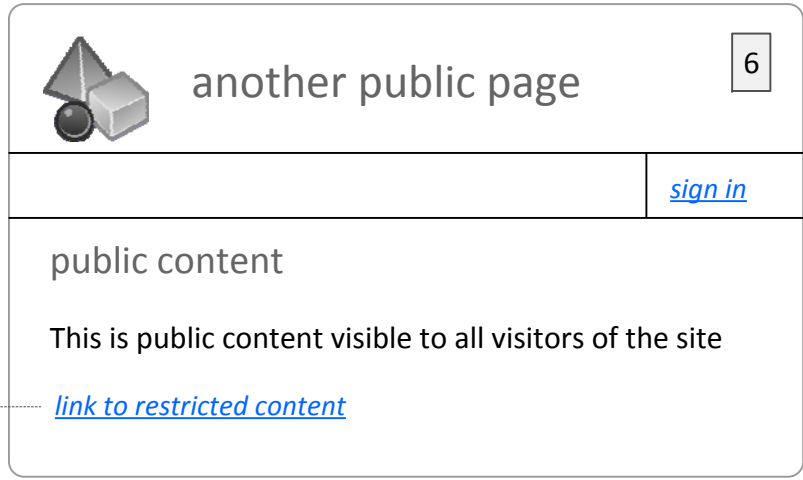 another public page
6
sign in
public content
This is public content visible to all visitors of the site
link to restricted content